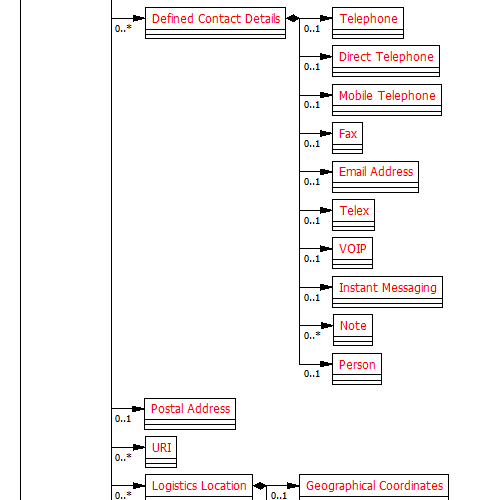 Defined Contact Details
0..*
Telephone
0..1
Direct Telephone
0..1
Mobile Telephone
0..1
Fax
0..1
Email Address
0..1
Telex
0..1
VOIP
0..1
Instant Messaging
0..1
Note
0..*
Person
0..1
Postal Address
0..1
URI
0..*
Logistics Location
0..*
Geographical Coordinates
0..1